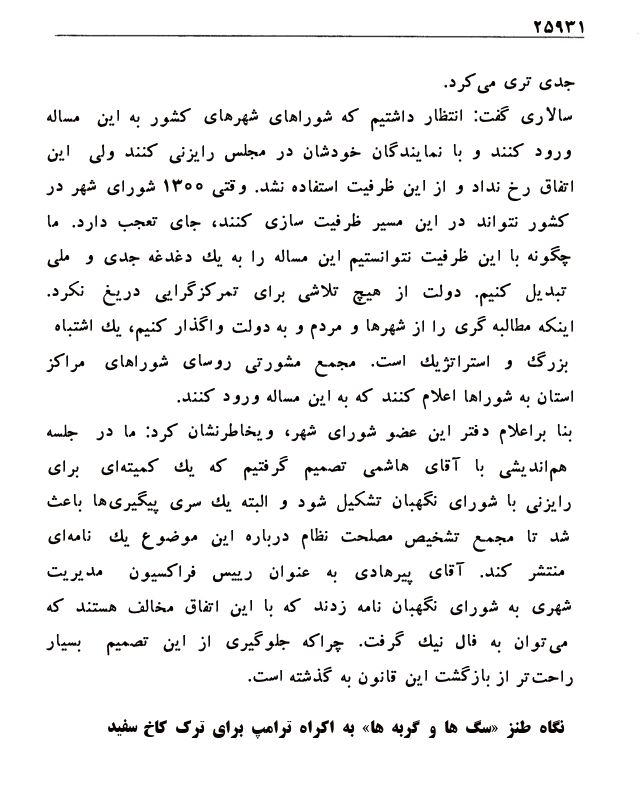 ۲۵۹۳۱
جدی تری می‌کرد.
سالاری گفت: انتظار داشتیم که شوراهای شهرهای کشور به این مساله
ورود کنند و با نمایندگان خودشان در مجلس رایزنی کنند ولی این
اتفاق رخ نداد و از این ظرفیت استفاده نشد. وقتی ۱۳۰۰ شورای شهر در
کشور نتواند در این مسیر ظرفیت سازی کنند، جای تعجب دارد. ما
چگونه با این ظرفیت نتوانستیم این مساله را به یك دغدغه جدی و ملی
تبدیل کنیم. دولت از هیچ تلاشی برای تمرکزگرایی دریغ نکرد.
اینکه مطالبه گری را از شهرها و مردم و به دولت واگذار کنیم، یك اشتباه
بزرگ و استراتژیك است. مجمع مشورتی روسای شوراهای مراکز
استان به شوراها اعلام کنند که به این مساله ورود کنند.
بنا براعلام دفتر این عضو شورای شهر، ویخاطرنشان کرد: ما در جلسه
هم‌اندیشی با آقای هاشمی تصمیم گرفتیم که یك کمیته‌ای برای
رایزنی با شورای نگهبان تشکیل شود و البته یك سری پیگیری‌ها باعث
شد تا مجمع تشخیص مصلحت نظام درباره این موضوع یك نامه‌ای
منتشر کند. آقای پیرهادی به عنوان رییس فراکسیون مدیریت
شهری به شورای نگهبان نامه زدند که با این اتفاق مخالف هستند که
می‌توان به فال نیك گرفت. چراکه جلوگیری از این تصمیم بسیار
راحت‌تر از بازگشت این قانون به گذشته است.
نگاه طنز «سگ ها و گربه ها» به اکراه ترامپ برای ترک کاخ سفید